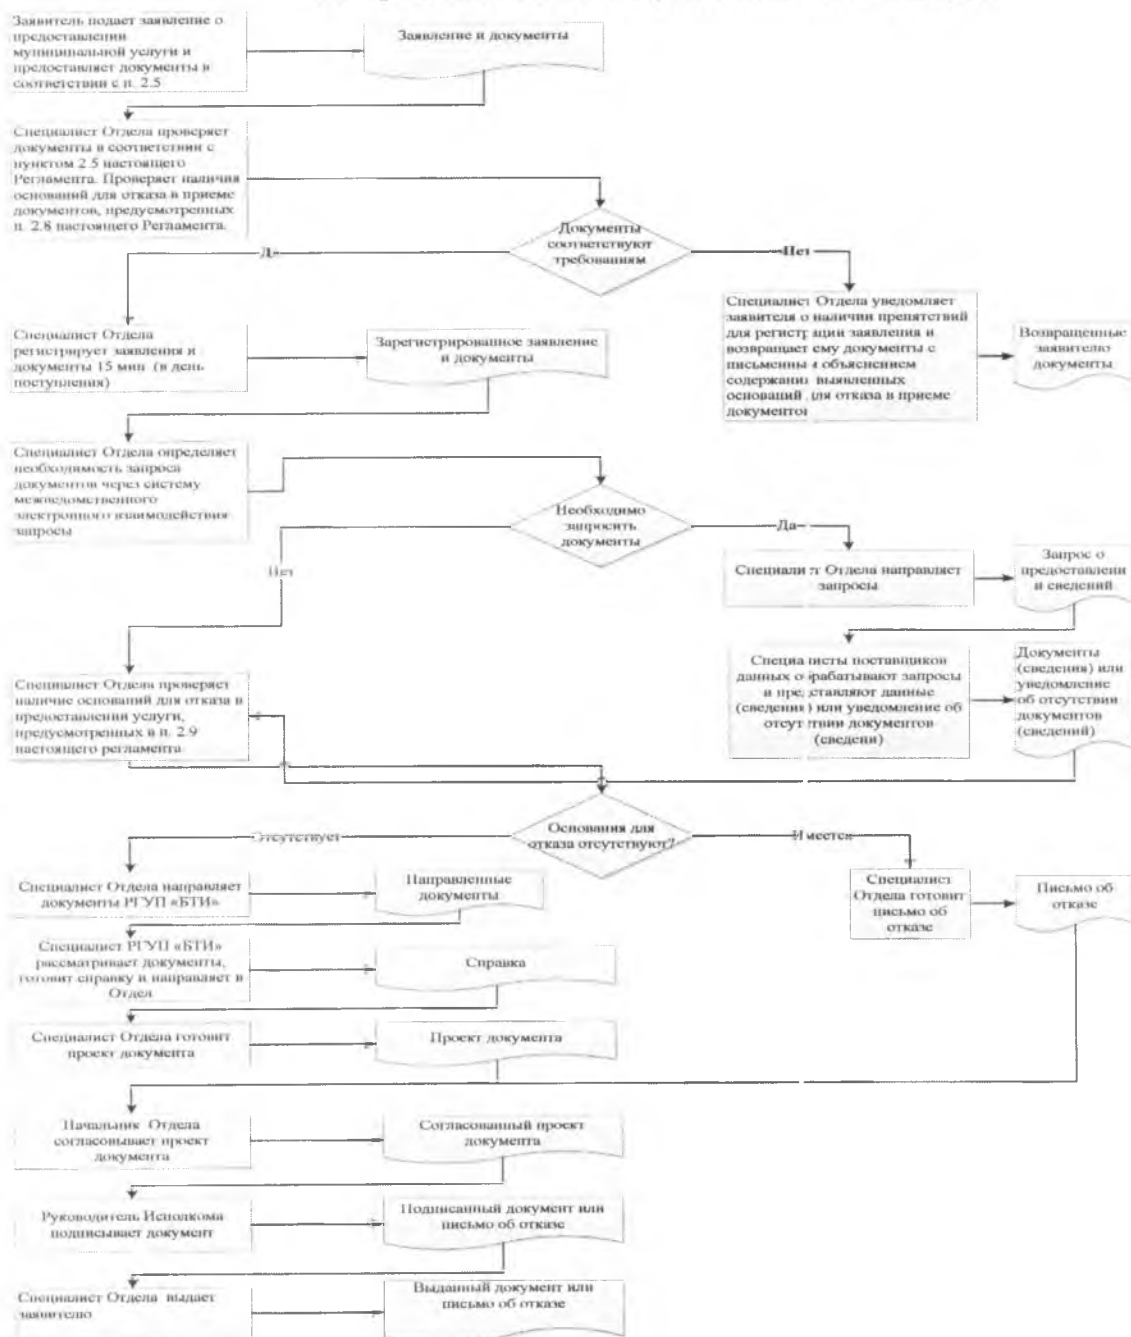 Заявитель подает заявление о
предоставлении
муниципальной услуги и
предоставляет документы в
соответствии с п. 2.5
Заявление и документы
Специалист Отдела проверяет
документы в соответствии с
пунктом 2.5 настоящего
Регламента. Проверяет наличия
оснований для отказа в приеме
документов, предусмотренных
п. 2.8 настоящего Регламента.
Документы
соответствуют
требованиям
Нет
Специалист Отдела
регистрирует заявления и
документы 15 мин (в день
поступления)
Зарегистрированное заявление
и документы
Специалист Отдела уведомляет
заявителя о наличии препятствий
для регистрации заявления и
возвращает ему документы с
письменны объяснением
содержани выявленных
оснований для отказа в приеме
документо
Возвращенные
заявителю
документы
Специалист Отдела определяет
необходимость запроса
документов через систему
межведомственного
электронного взаимодействия
запросы
Необходимо
запросить
документы
Да
Нет
Специалист Отдела направляет
запросы
Запрос о
предоставлени
и сведений
Специалист Отдела проверяет
наличие оснований для отказа в
предоставлении услуги,
предусмотренных в п. 2.9
настоящего регламента
Специалисты поставщиков
данных обрабатывают запросы
и представляют данные
(сведения) или уведомление об
отсутствии документов
(сведени)
Документы
(сведения) или
уведомление
об отсутствии
документов
(сведений)
Основания для
отказа отсутствуют?
Отсутствует
Имеется
Специалист Отдела направляет
документы РГУП «БТИ»
Направленные
документы
Специалист
Отдела готовит
письмо об
отказе
Письмо об
отказе
Специалист РГУП «БТИ»
рассматривает документы,
готовит справку и направляет в
Отдел
Справка
Специалист Отдела готовит
проект документа
Проект документа
Начальник Отдела
согласовывает проект
документа
Согласованный проект
документа
Руководитель Исполкома
подписывает документ
Подписанный документ или
письмо об отказе
Специалист Отдела выдает
заявителю
Выданный документ или
письмо об отказе